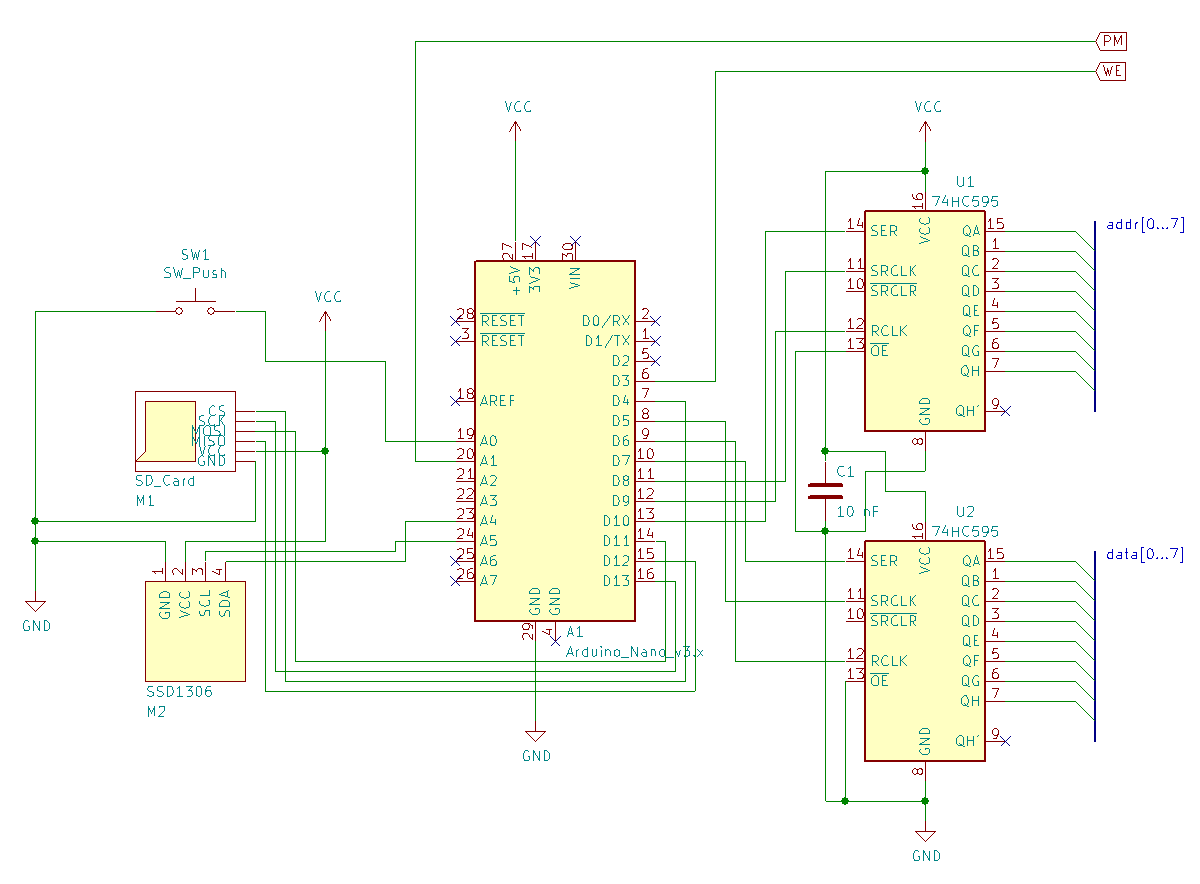 PM
WE
VCC
VCC
U1
74HC595
16
VCC
14 SER
11 SRCLK
10 SRCLR
12 RCLK
13 OE
QA 15
QB 1
QC 2
QD 3
QE 4
QF 5
QG 6
QH 7
QH' 9
GND
8
addr[0...7]
SW1
SW_Push
VCC
27 17 30
+5V 3V3 VIN
28 RESET
3 RESET
18 AREF
19 A0
20 A1
21 A2
22 A3
23 A4
24 A5
25 A6
26 A7
D0/RX 2
D1/TX 1
D2 5
D3 6
D4 7
D5 8
D6 9
D7 10
D8 11
D9 12
D10 13
D11 14
D12 15
D13 16
GND GND
29 4
A1
Arduino_Nano_v3.x
GND
CS
SCK
MOSI
MISO
VCC
GND
SD_Card
M1
GND
1 2 3 4
GND VCC SCL SDA
SSD1306
M2
C1
10 nF
U2
74HC595
16
VCC
14 SER
11 SRCLK
10 SRCLR
12 RCLK
13 OE
QA 15
QB 1
QC 2
QD 3
QE 4
QF 5
QG 6
QH 7
QH' 9
GND
8
data[0...7]
GND